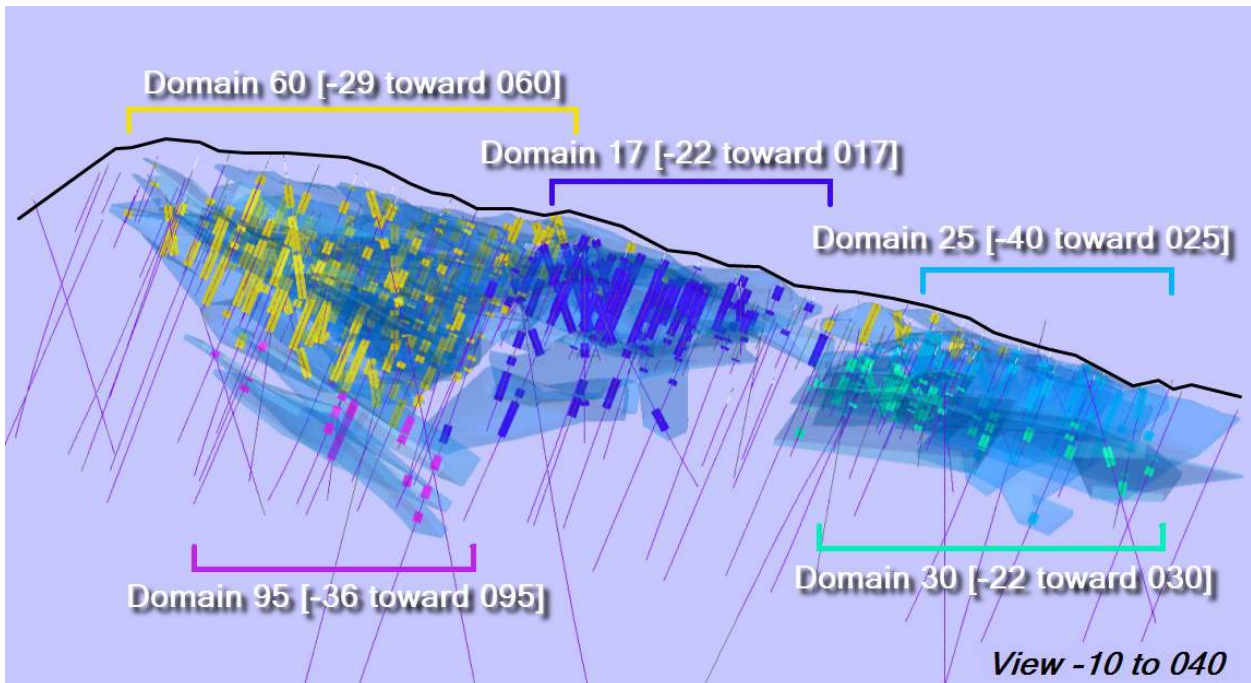 Domain 60 [-29 toward 060]
Domain 17 [-22 toward 017]
Domain 25 [-40 toward 025]
Domain 95 [-36 toward 095]
Domain 30 [-22 toward 030]
View -10 to 040